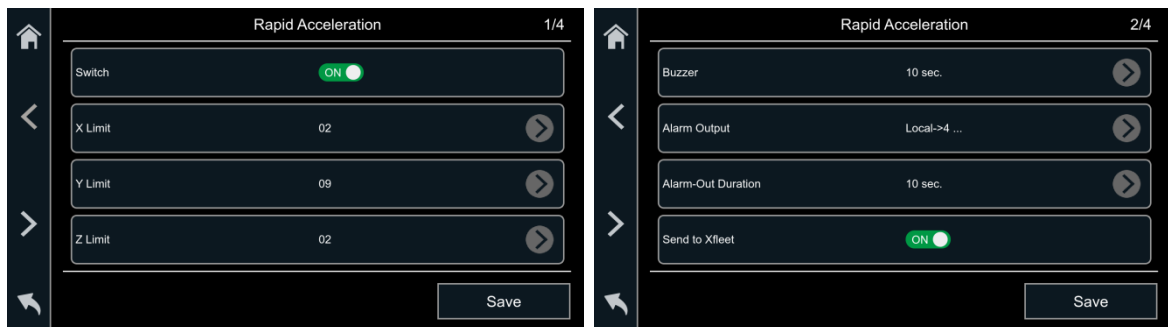 Rapid Acceleration 1/4
Switch ON
X Limit 02
Y Limit 09
Z Limit 02
Save
Rapid Acceleration 2/4
Buzzer 10 sec.
Alarm Output Local->4 ...
Alarm-Out Duration 10 sec.
Send to Xfleet ON
Save